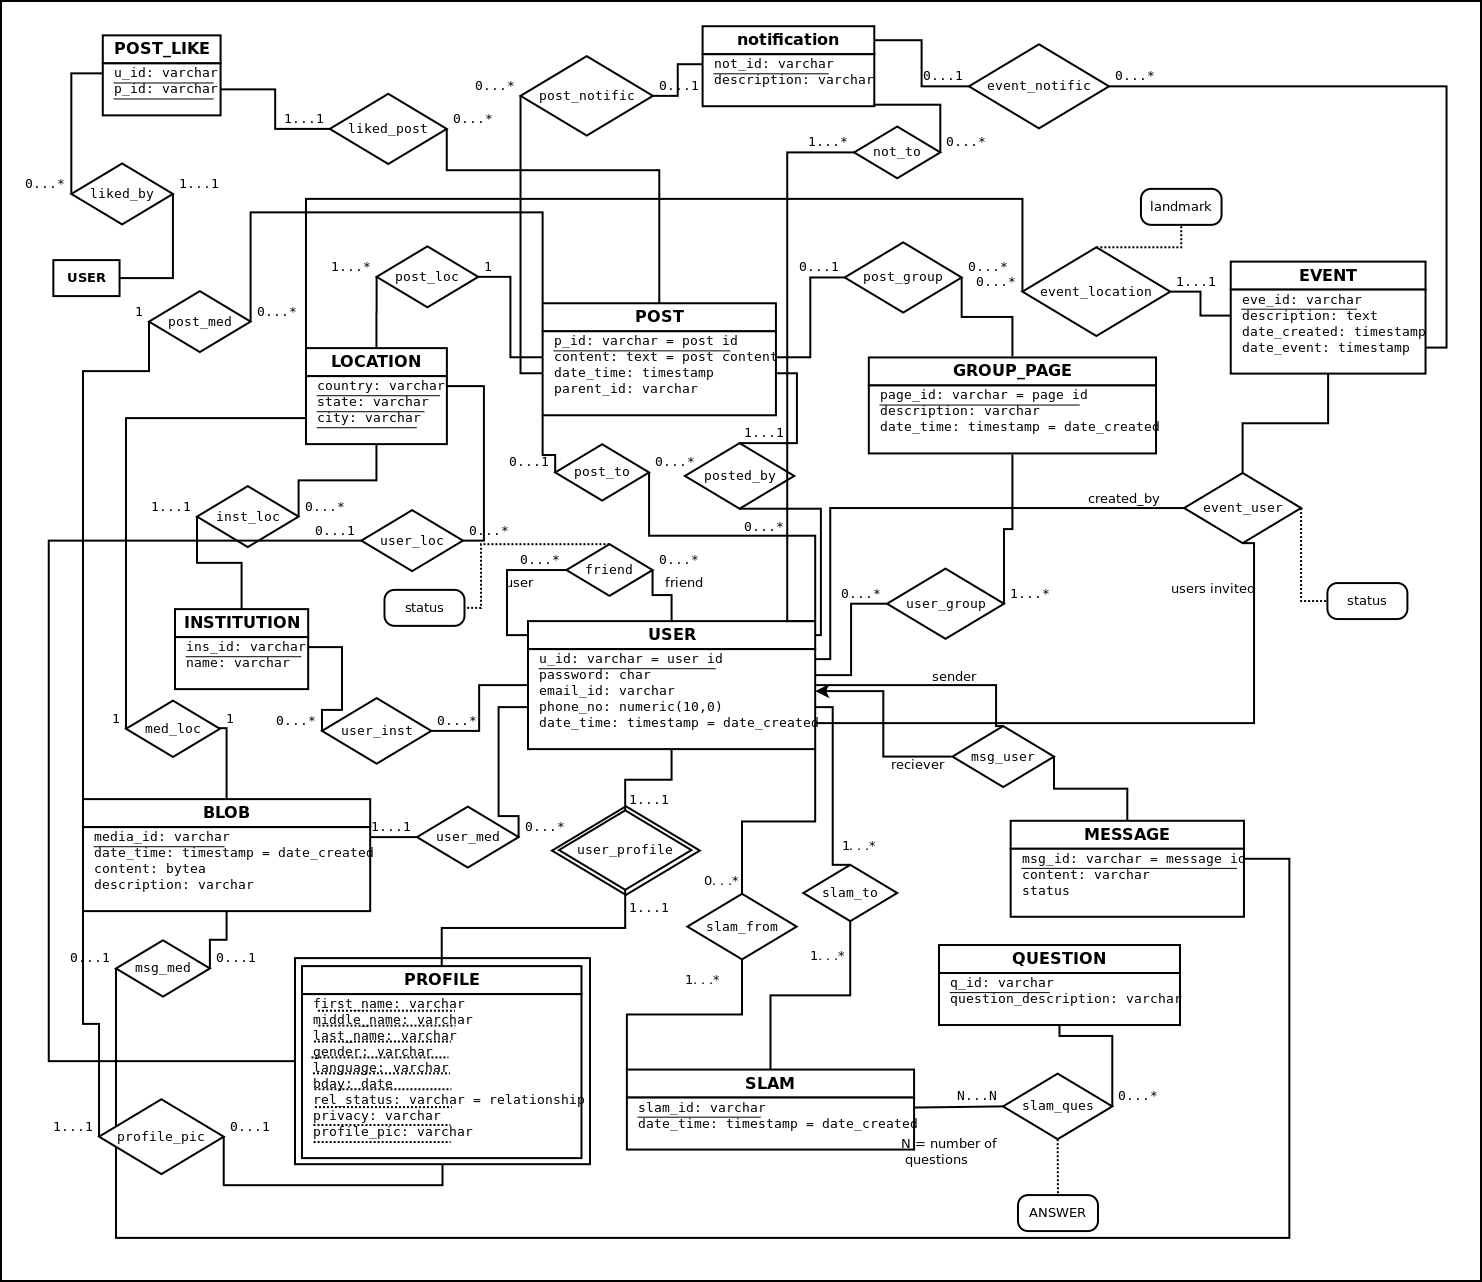 POST_LIKE
u_id: varchar
p_id: varchar
notification
not_id: varchar
description: varchar
0...*
post_notific
0...1
0...1
event_notific
0...*
1...1
liked_post
0...*
1...*
not_to
0...*
0...*
liked_by
1...1
landmark
USER
1...*
post_loc
1
0...1
post_group
0...*
0...*
event_location
1...1
EVENT
eve_id: varchar
description: text
date_created: timestamp
date_event: timestamp
1
post_med
0...*
POST
p_id: varchar = post id
content: text = post content
date_time: timestamp
parent_id: varchar
LOCATION
country: varchar
state: varchar
city: varchar
GROUP_PAGE
page_id: varchar = page id
description: varchar
date_time: timestamp = date_created
0...1
post_to
0...*
1...1
posted_by
0...*
created_by
event_user
1...1
inst_loc
0...*
0...1
user_loc
0...*
0...*
friend
0...*
user
friend
status
users invited
status
0...*
user_group
1...*
INSTITUTION
ins_id: varchar
name: varchar
USER
u_id: varchar = user id
password: char
email_id: varchar
phone_no: numeric(10,0)
date_time: timestamp = date_created
sender
1
med_loc
1
0...*
user_inst
0...*
reciever
msg_user
BLOB
media_id: varchar
date_time: timestamp = date_created
content: bytea
description: varchar
1...1
user_med
0...*
1...1
user_profile
1...1
MESSAGE
msg_id: varchar = message id
content: varchar
status
1...*
slam_to
1...*
0...*
slam_from
1...*
0...1
msg_med
0...1
PROFILE
first_name: varchar
middle_name: varchar
last_name: varchar
gender: varchar
language: varchar
bday: date
rel_status: varchar = relationship
privacy: varchar
profile_pic: varchar
QUESTION
q_id: varchar
question_description: varchar
SLAM
slam_id: varchar
date_time: timestamp = date_created
N...N
slam_ques
0...*
N = number of
questions
1...1
profile_pic
0...1
ANSWER